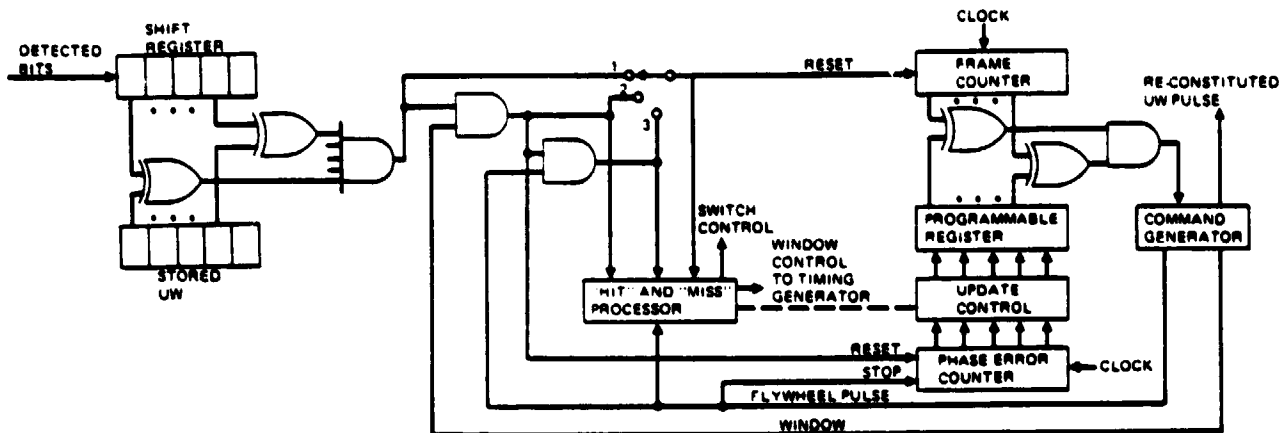 SHIFT
REGISTER
DETECTED
BITS
STORED
UW
1
2
3
CLOCK
RESET
FRAME
COUNTER
RE-CONSTITUTED
UW PULSE
SWITCH
CONTROL
WINDOW
CONTROL
TO TIMING
GENERATOR
"HIT" AND "MISS"
PROCESSOR
PROGRAMMABLE
REGISTER
COMMAND
GENERATOR
UPDATE
CONTROL
RESET
STOP
PHASE ERROR
COUNTER
CLOCK
FLYWHEEL PULSE
WINDOW